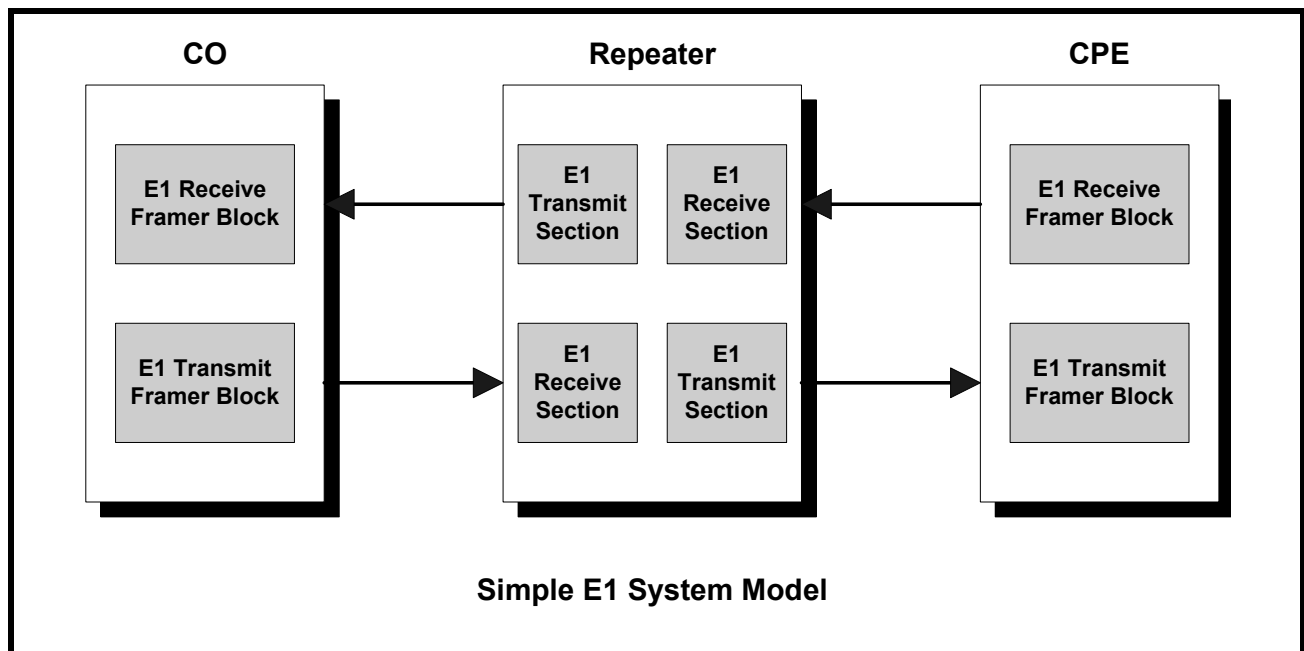 CO
Repeater
CPE
E1 Receive
Framer Block
E1
Transmit
Section
E1
Receive
Section
E1 Receive
Framer Block
E1 Transmit
Framer Block
E1
Receive
Section
E1
Transmit
Section
E1 Transmit
Framer Block
Simple E1 System Model